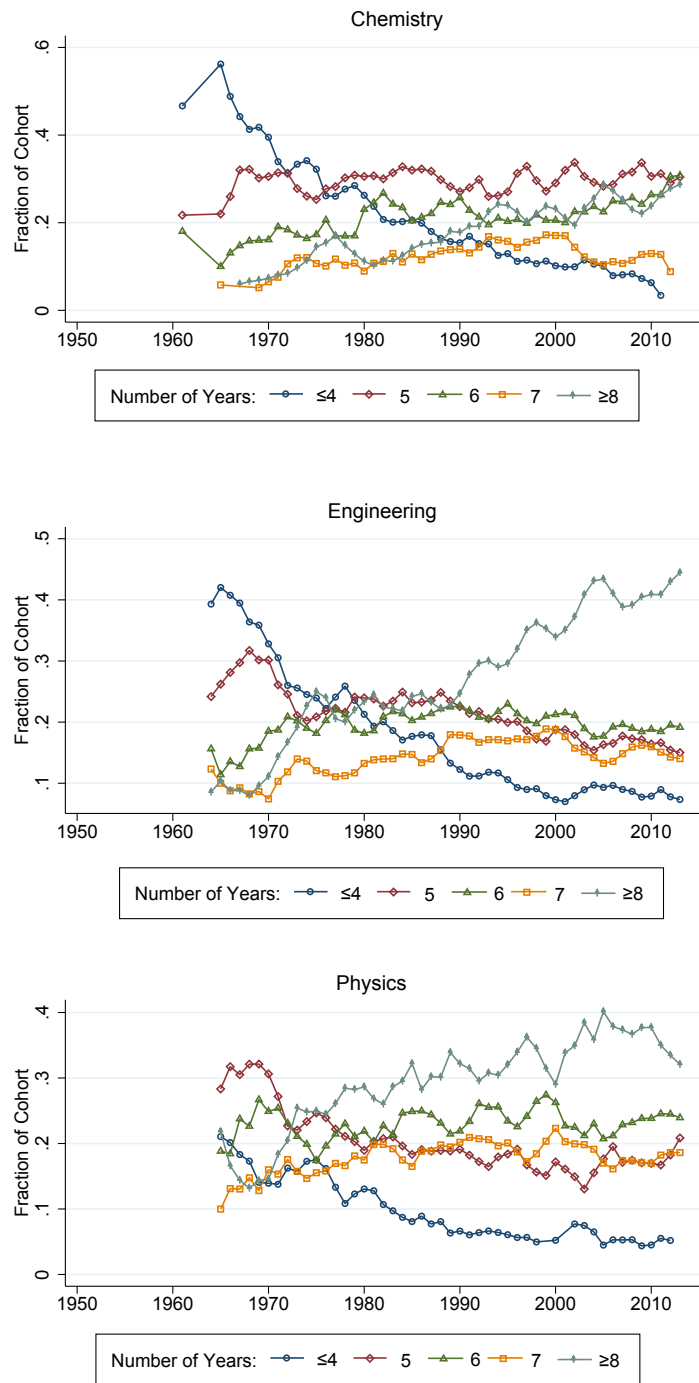 Chemistry
Fraction of Cohort
.6
.4
.2
0
1950 1960 1970 1980 1990 2000 2010
Number of Years: ≤4 5 6 7 ≥8
Engineering
Fraction of Cohort
.5
.4
.3
.2
.1
1950 1960 1970 1980 1990 2000 2010
Number of Years: ≤4 5 6 7 ≥8
Physics
Fraction of Cohort
.4
.3
.2
.1
0
1950 1960 1970 1980 1990 2000 2010
Number of Years: ≤4 5 6 7 ≥8